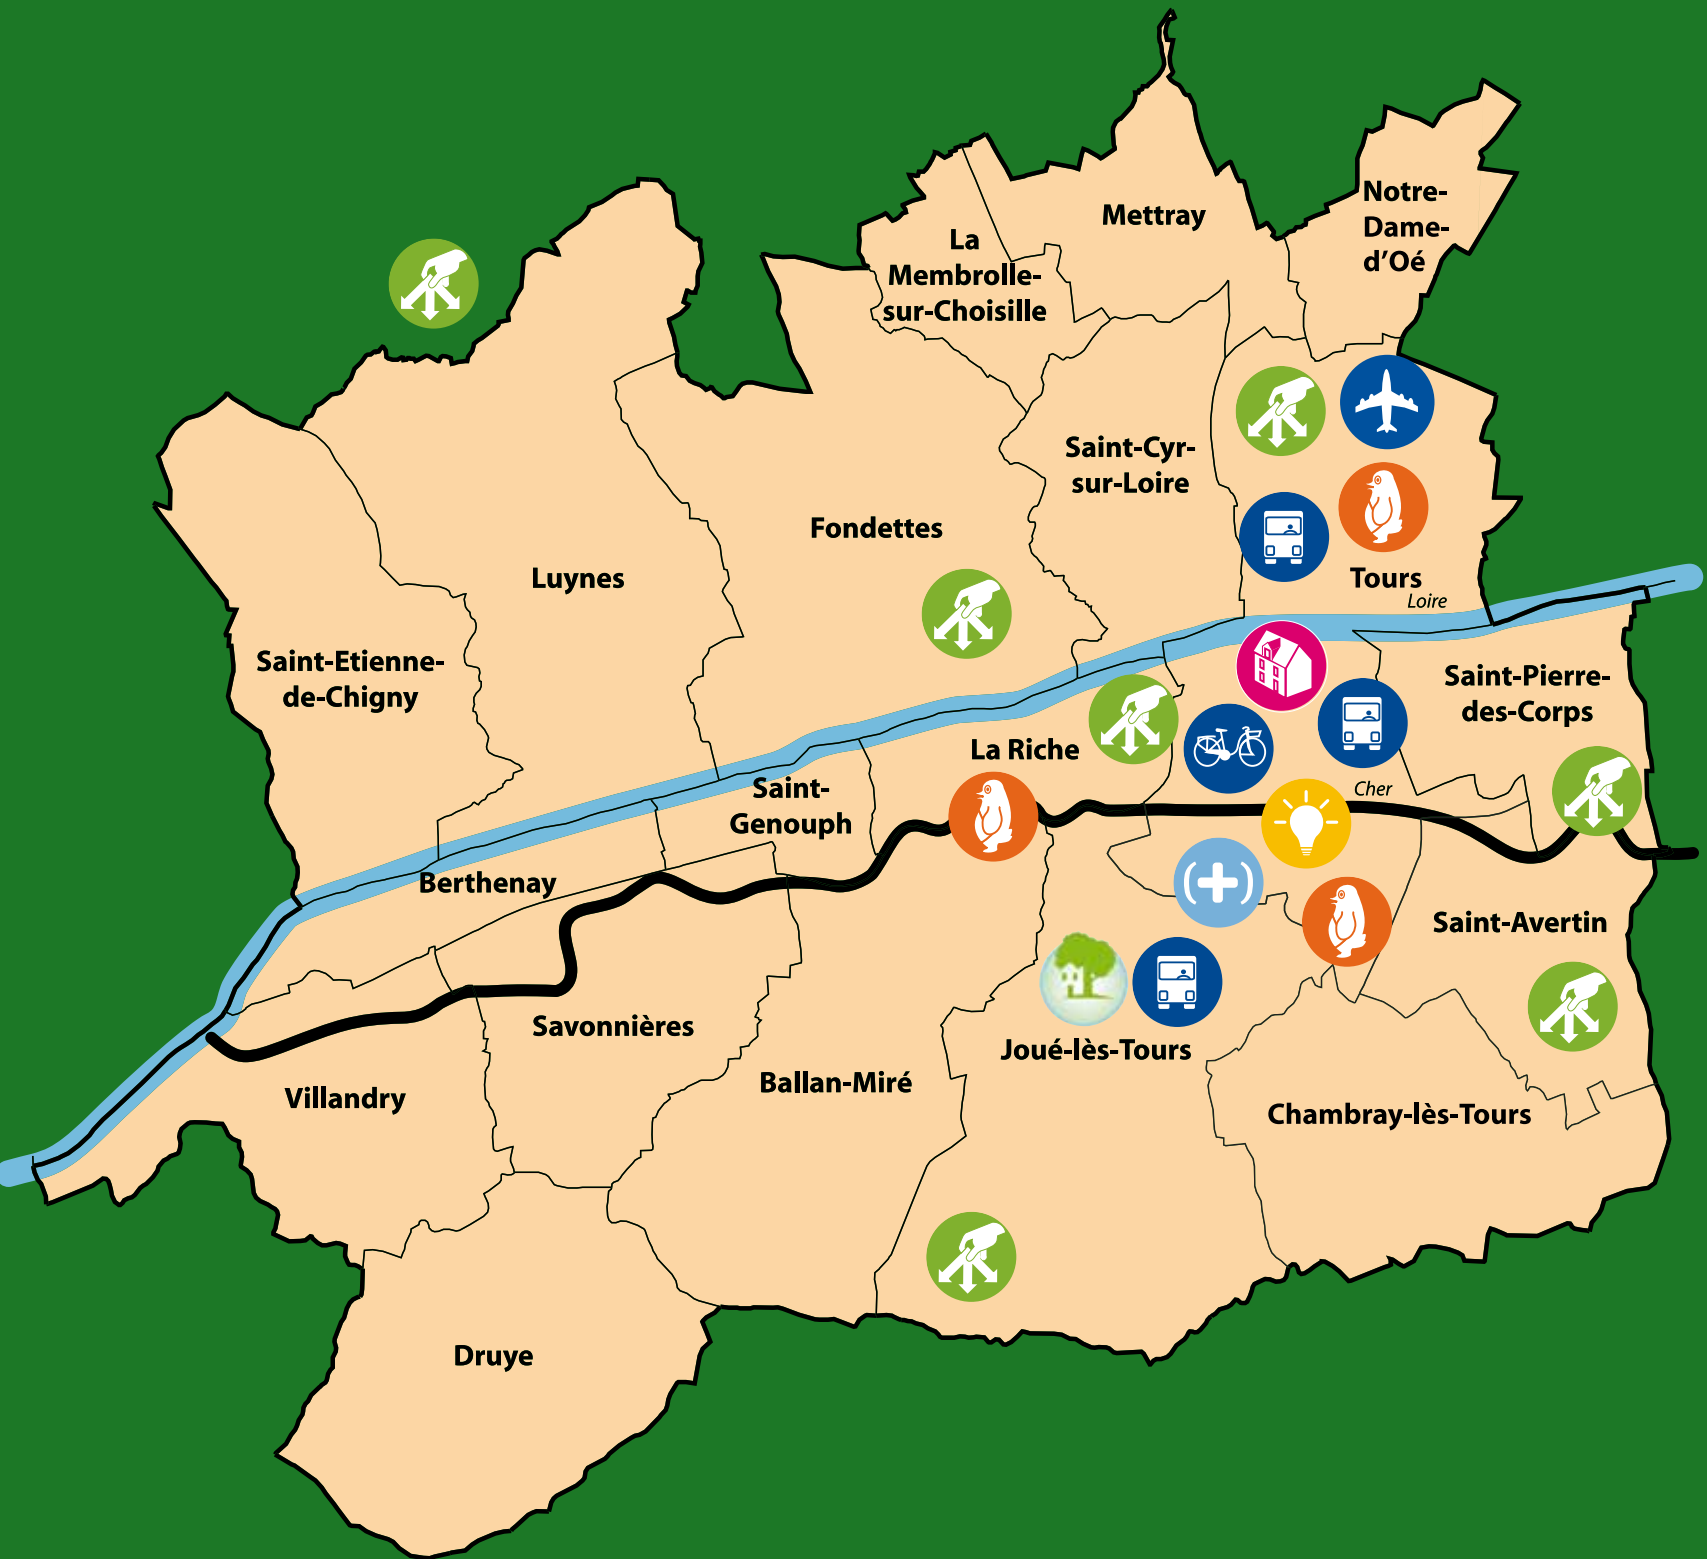 Notre-
Dame-
d'Oé
Mettray
La
Membrolle-
sur-Choisille
Saint-Cyr-
sur-Loire
Fondettes
Luynes
Tours
Loire
Saint-Etienne-
de-Chigny
Saint-Pierre-
des-Corps
La Riche
Saint-
Genouph
Cher
Berthenay
Saint-Avertin
Savonnières
Joué-lès-Tours
Ballan-Miré
Villandry
Chambray-lès-Tours
Druye